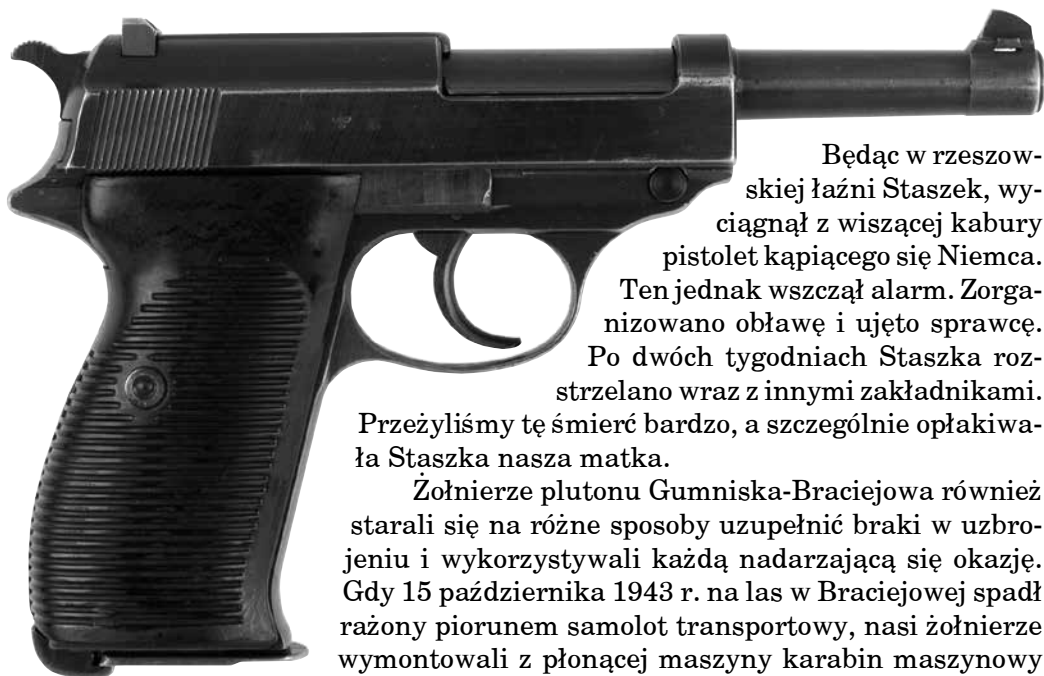 Będąc w rzeszow-
skiej łaźni Staszek, wy-
ciągnął z wiszącej kabury
pistolet kąpiącego się Niemca.
Ten jednak wszczął alarm. Zorga-
nizowano obławę i ujęto sprawcę.
Po dwóch tygodniach Staszka roz-
strzelano wraz z innymi zakładnikami.
Przeżyliśmy tę śmierć bardzo, a szczególnie opłakiwa-
ła Staszka nasza matka.
Żołnierze plutonu Gumniska-Braciejowa również
starali się na różne sposoby uzupełnić braki w uzbro-
jeniu i wykorzystywali każdą nadarzającą się okazję.
Gdy 15 października 1943 r. na las w Braciejowej spadł
rażony piorunem samolot transportowy, nasi żołnierze
wymontowali z płonącej maszyny karabin maszynowy